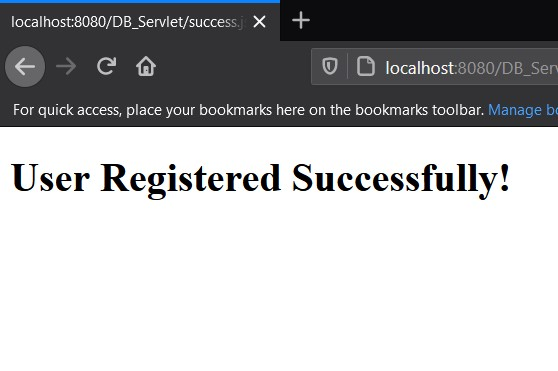 localhost:8080/DB_Servlet/success.j
localhost:8080/DB_Serv
For quick access, place your bookmarks here on the bookmarks toolbar. Manage bo
User Registered Successfully!